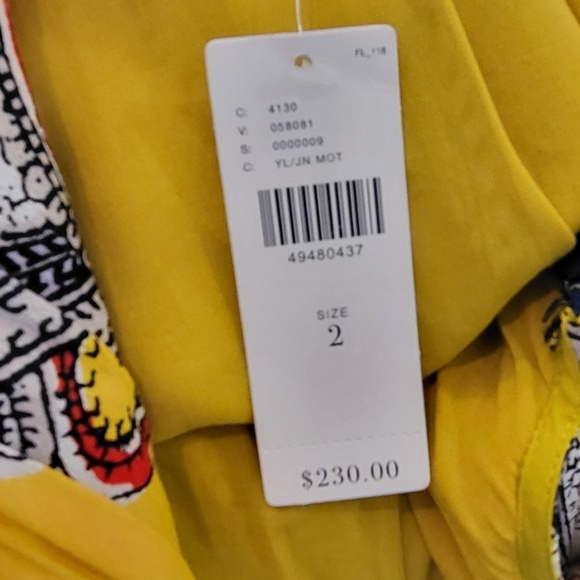 FL_118
C: 4130
V: 058081
S: 0000009
C: YL/JN MOT
49480437
SIZE
2
$230.00